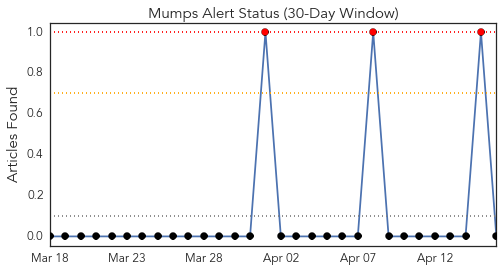 Mumps Alert Status (30-Day Window)
Articles Found
1.0
0.8
0.6
0.4
0.2
0.0
Mar 18 Mar 23 Mar 28 Apr 02 Apr 07 Apr 12